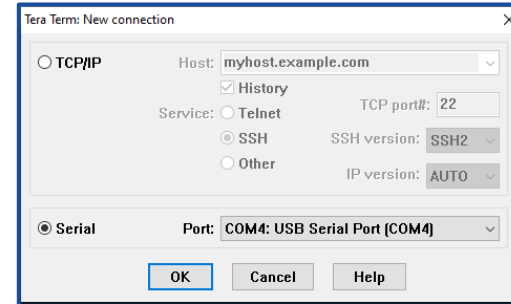 Tera Term: New connection
TCP/IP Host: myhost.example.com
History
Service: Telnet TCP port#: 22
SSH SSH version: SSH2
Other IP version: AUTO
Serial Port: COM4: USB Serial Port (COM4)
OK Cancel Help